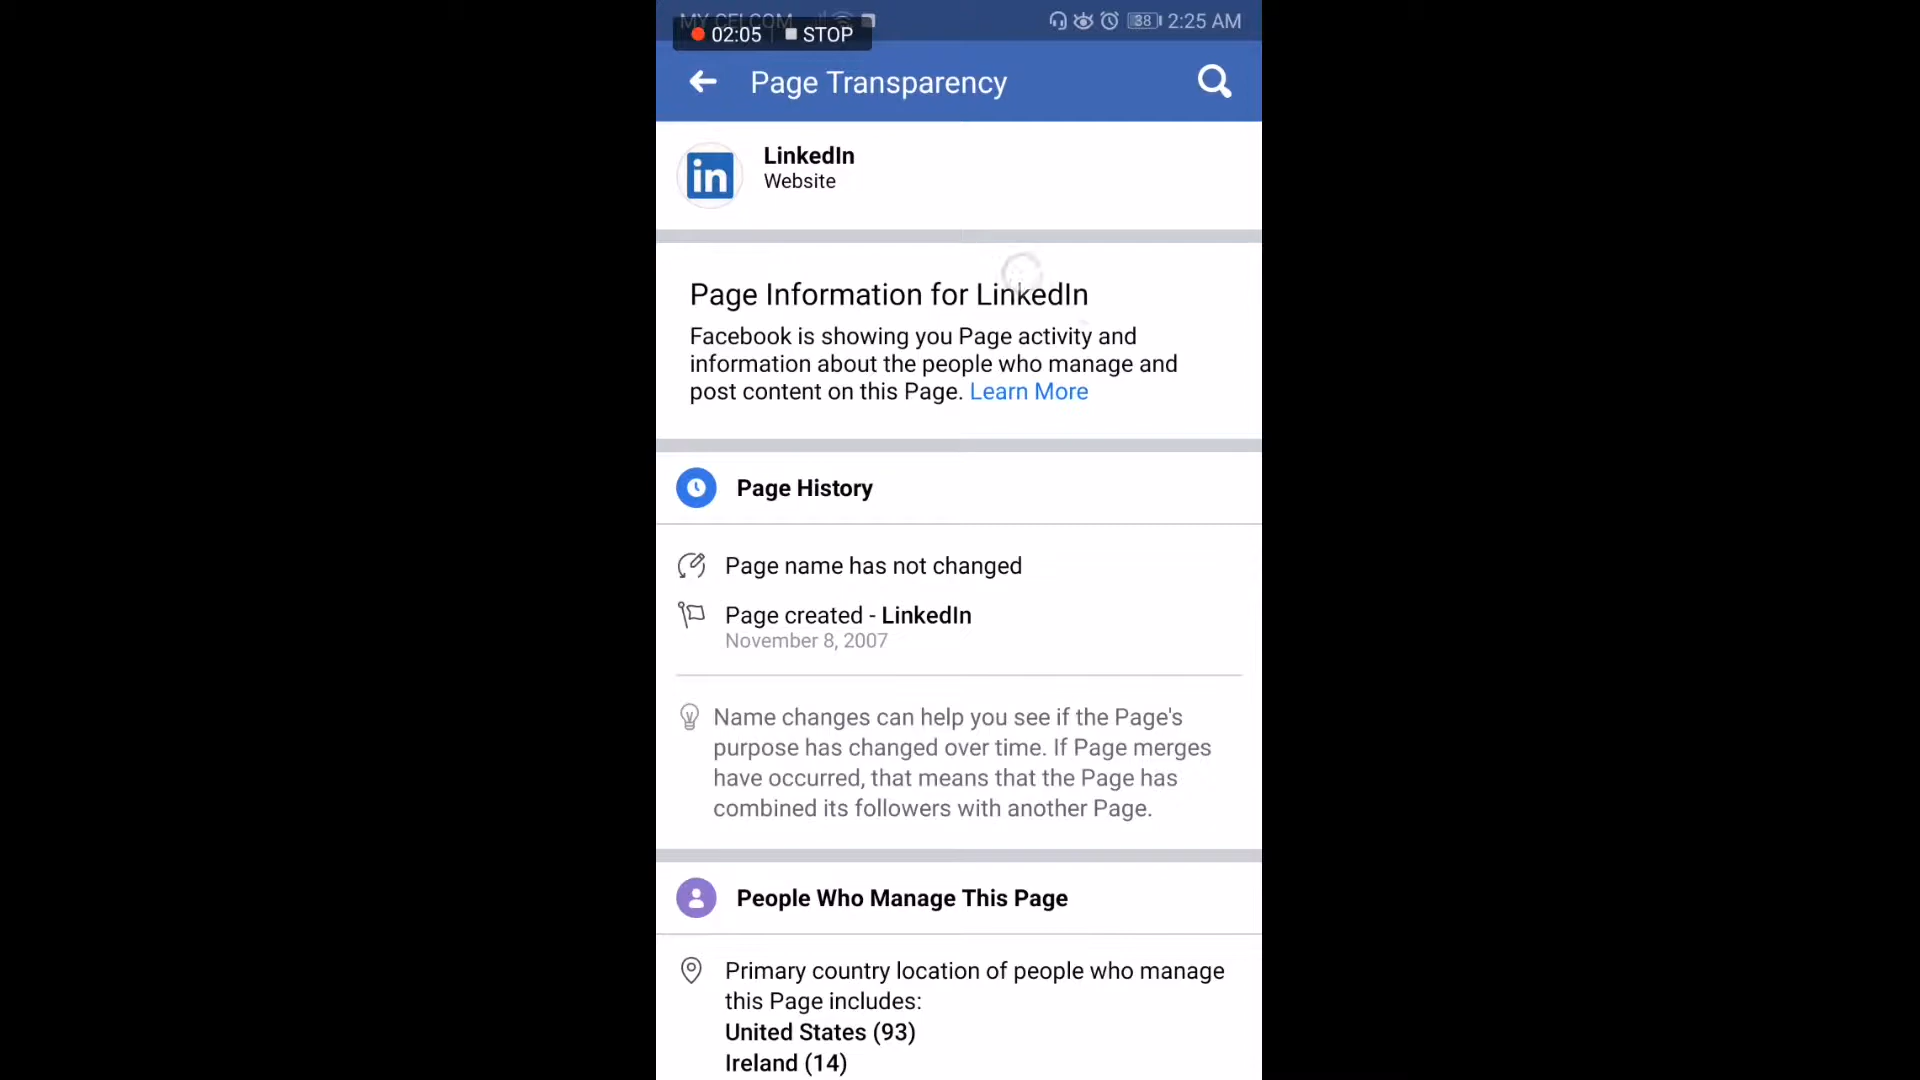 MY CELCOM
38 2:25 AM
02:05 STOP
Page Transparency
in
LinkedIn
Website
Page Information for LinkedIn
Facebook is showing you Page activity and
information about the people who manage and
post content on this Page. Learn More
Page History
Page name has not changed
Page created - LinkedIn
November 8, 2007
Name changes can help you see if the Page's
purpose has changed over time. If Page merges
have occurred, that means that the Page has
combined its followers with another Page.
People Who Manage This Page
Primary country location of people who manage
this Page includes:
United States (93)
Ireland (14)